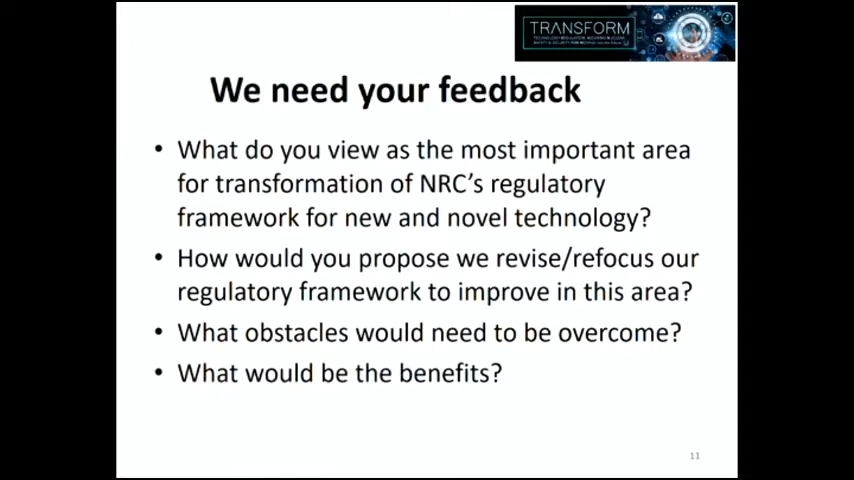 TRANSFORM
We need your feedback
• What do you view as the most important area
for transformation of NRC's regulatory
framework for new and novel technology?
• How would you propose we revise/refocus our
regulatory framework to improve in this area?
• What obstacles would need to be overcome?
• What would be the benefits?
11